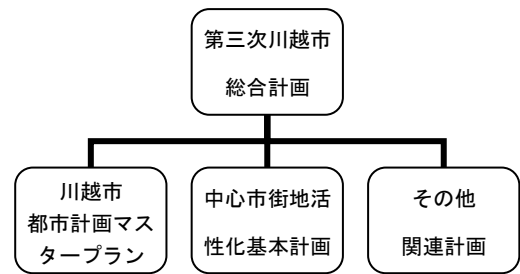 第三次川越市
総合計画
川越市
都市計画マス
タープラン
中心市街地活
性化基本計画
その他
関連計画